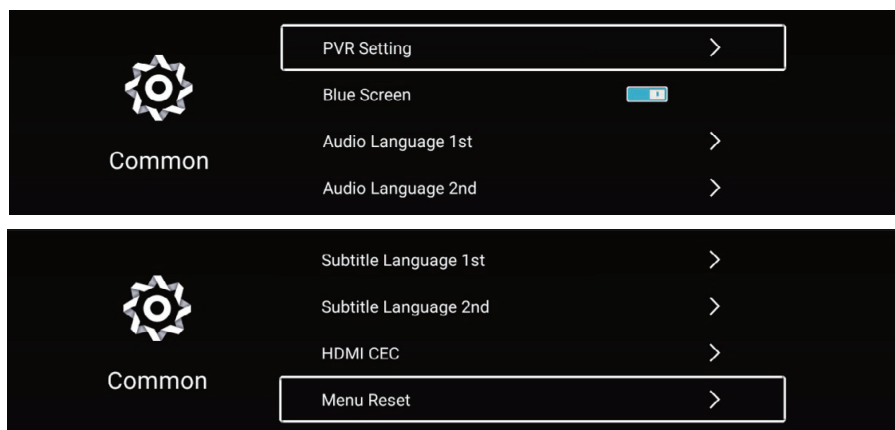 PVR Setting
Blue Screen
Audio Language 1st
Common
Audio Language 2nd
Subtitle Language 1st
Subtitle Language 2nd
HDMI CEC
Common
Menu Reset